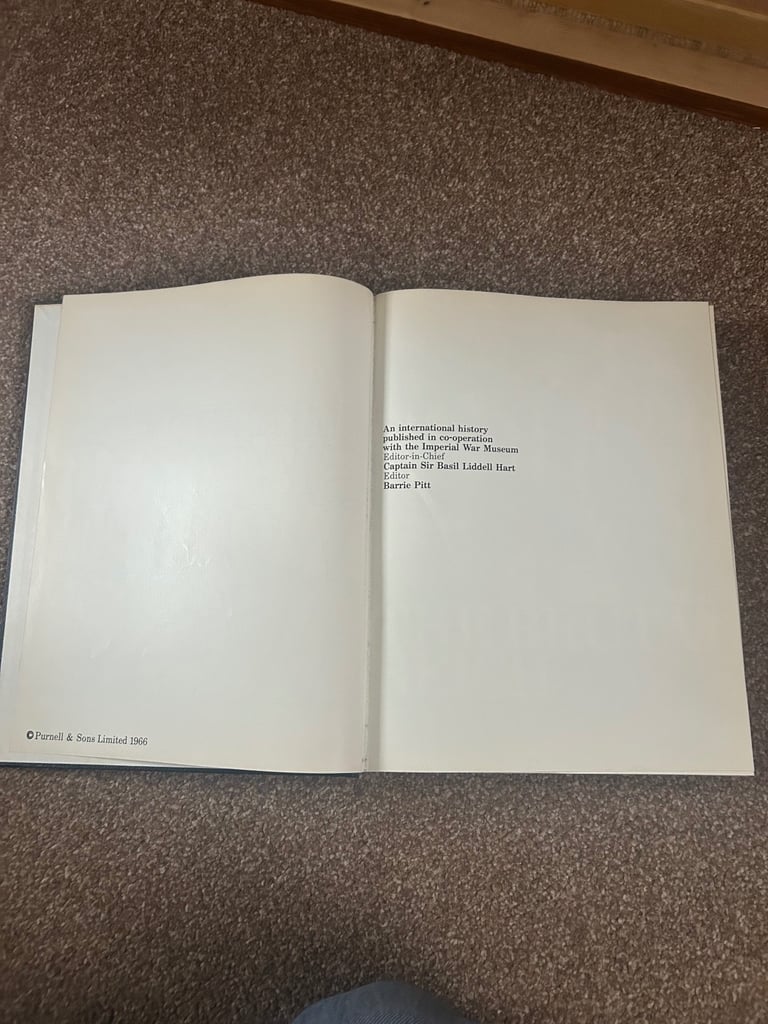 ©Purnell & Sons Limited 1966
An international history
published in co-operation
with the Imperial War Museum
Editor-in-Chief
Captain Sir Basil Liddell Hart
Editor
Barrie Pitt